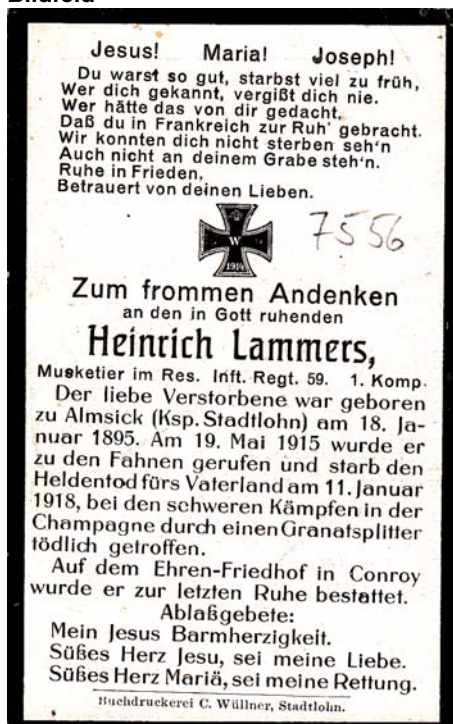 Bildfeld
Jesus! Maria! Joseph!
Du warst so gut, starbst viel zu früh,
Wer dich gekannt, vergißt dich nie.
Wer hätte das von dir gedacht,
Daß du in Frankreich zur Ruh' gebracht.
Wir konnten dich nicht sterben seh'n
Auch nicht an deinem Grabe steh'n.
Ruhe in Frieden,
Betrauert von deinen Lieben.
W
1914
7556
Zum frommen Andenken
an den in Gott ruhenden
Heinrich Lammers,
Musketier im Res. Inft. Regt. 59. 1. Komp.
Der liebe Verstorbene war geboren
zu Almsick (Ksp. Stadtlohn) am 18. Ja-
nuar 1895. Am 19. Mai 1915 wurde er
zu den Fahnen gerufen und starb den
Heldentod fürs Vaterland am 11. Januar
1918, bei den schweren Kämpfen in der
Champagne durch einen Granatsplitter
tödlich getroffen.
Auf dem Ehren-Friedhof in Conroy
wurde er zur letzten Ruhe bestattet.
Ablaßgebete:
Mein Jesus Barmherzigkeit.
Süßes Herz Jesu, sei meine Liebe.
Süßes Herz Mariä, sei meine Rettung.
Buchdruckerei C. Wüllner, Stadtlohn.